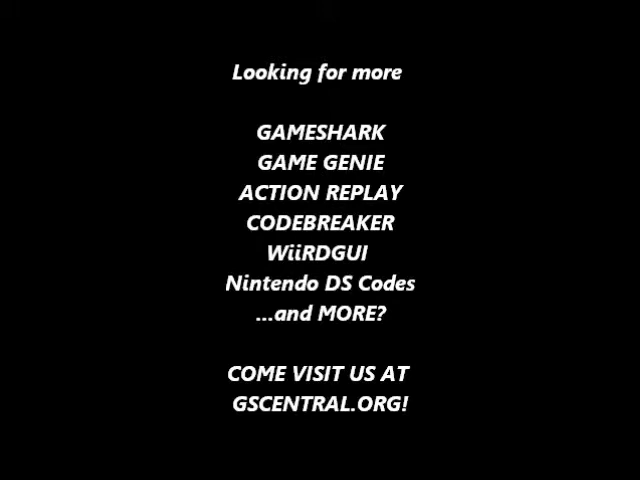 Looking for more
GAMESHARK
GAME GENIE
ACTION REPLAY
CODEBREAKER
WiiRDGUI
Nintendo DS Codes
...and MORE?
COME VISIT US AT
GSCENTRAL.ORG!